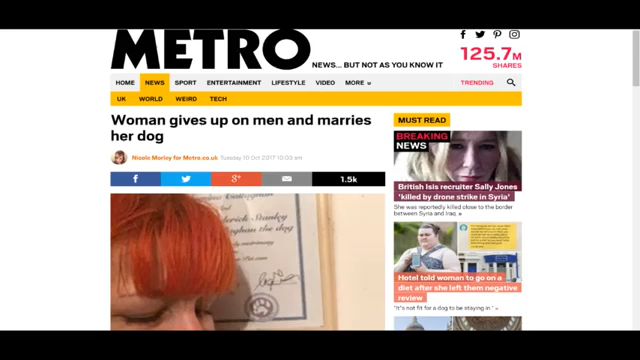 METRO
NEWS... BUT NOT AS YOU KNOW IT
125.7M
SHARES
HOME NEWS SPORT ENTERTAINMENT LIFESTYLE VIDEO MORE TRENDING
UK WORLD WEIRD TECH
Woman gives up on men and marries
her dog
Nicole Morley for Metro.co.uk Tuesday 10 Oct 2017 10:03 am
1.5k
derick Stanley
the dog
MUST READ
BREAKING
NEWS
British Isis recruiter Sally Jones
'killed by drone strike in Syria'
She was reportedly killed close to the border
between Syria and Iraq. »
Hotel told woman to go on a
diet after she left them negative
review
'It's not fit for a dog to be staying in.' »